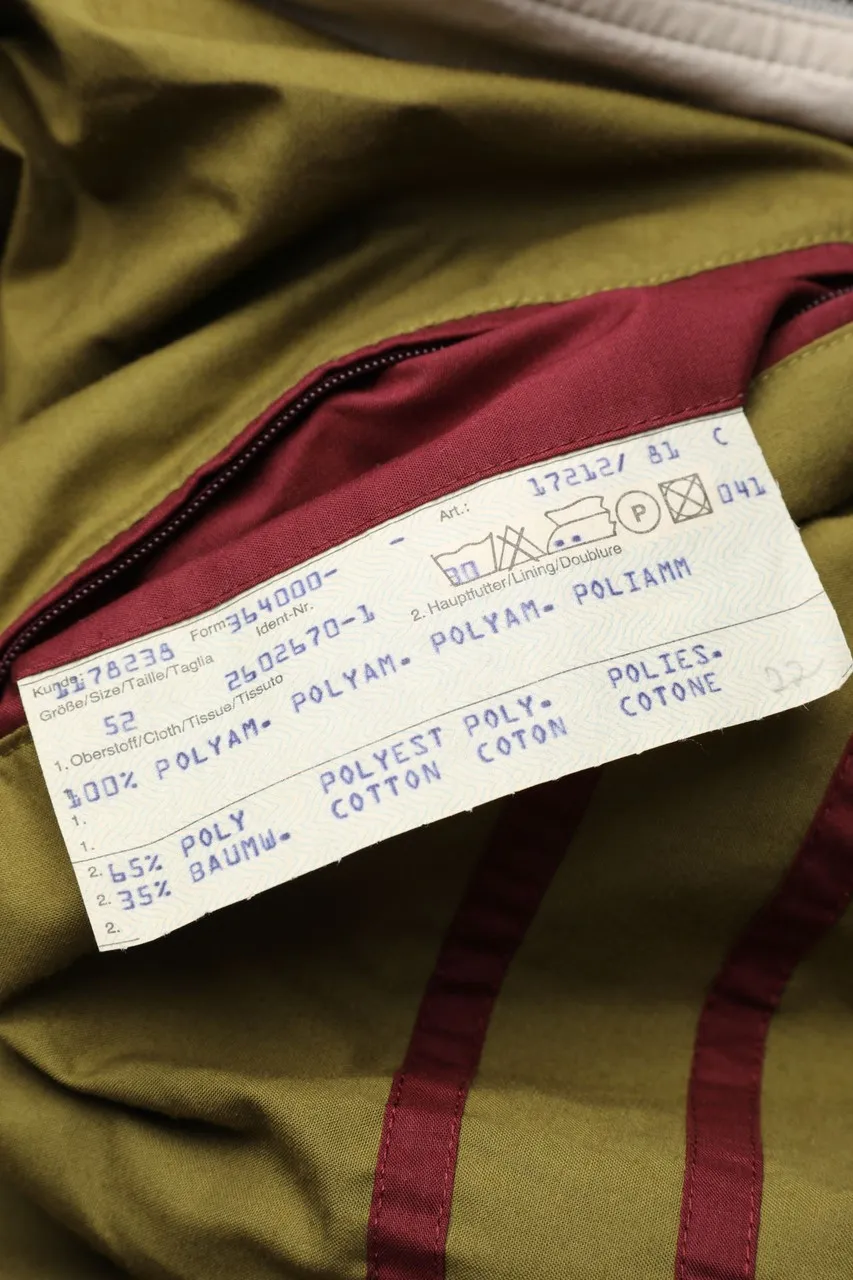 Art.: 17212/ 81 C
30 P 041
Kunde: 1178238 Form: 364000- -
Größe/Size/Taille/Taglia Ident-Nr.
52 2602670-1
1. Oberstoff/Cloth/Tissue/Tissuto 2. Hauptfutter/Lining/Doublure
100% POLYAM. POLYAM. POLYAM. POLIAMM
1.
1.
2. 65% POLY POLYEST POLY. POLIES.
2. 35% BAUMW. COTTON COTON COTONE
2.
22